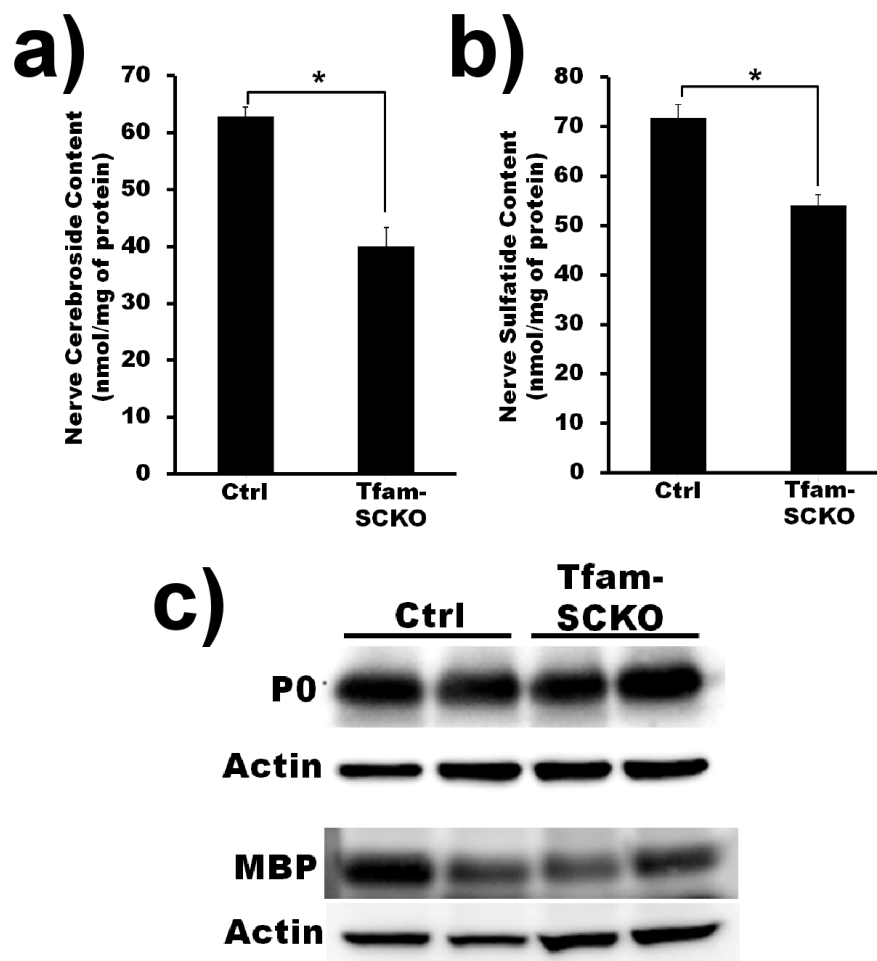 a)
Nerve Cerebroside Content
(nmol/mg of protein)
70
60
50
40
30
20
10
0
*
Ctrl
Tfam-
SCKO
b)
Nerve Sulfatide Content
(nmol/mg of protein)
80
70
60
50
40
30
20
10
0
*
Ctrl
Tfam-
SCKO
c)
Ctrl
Tfam-
SCKO
P0
Actin
MBP
Actin